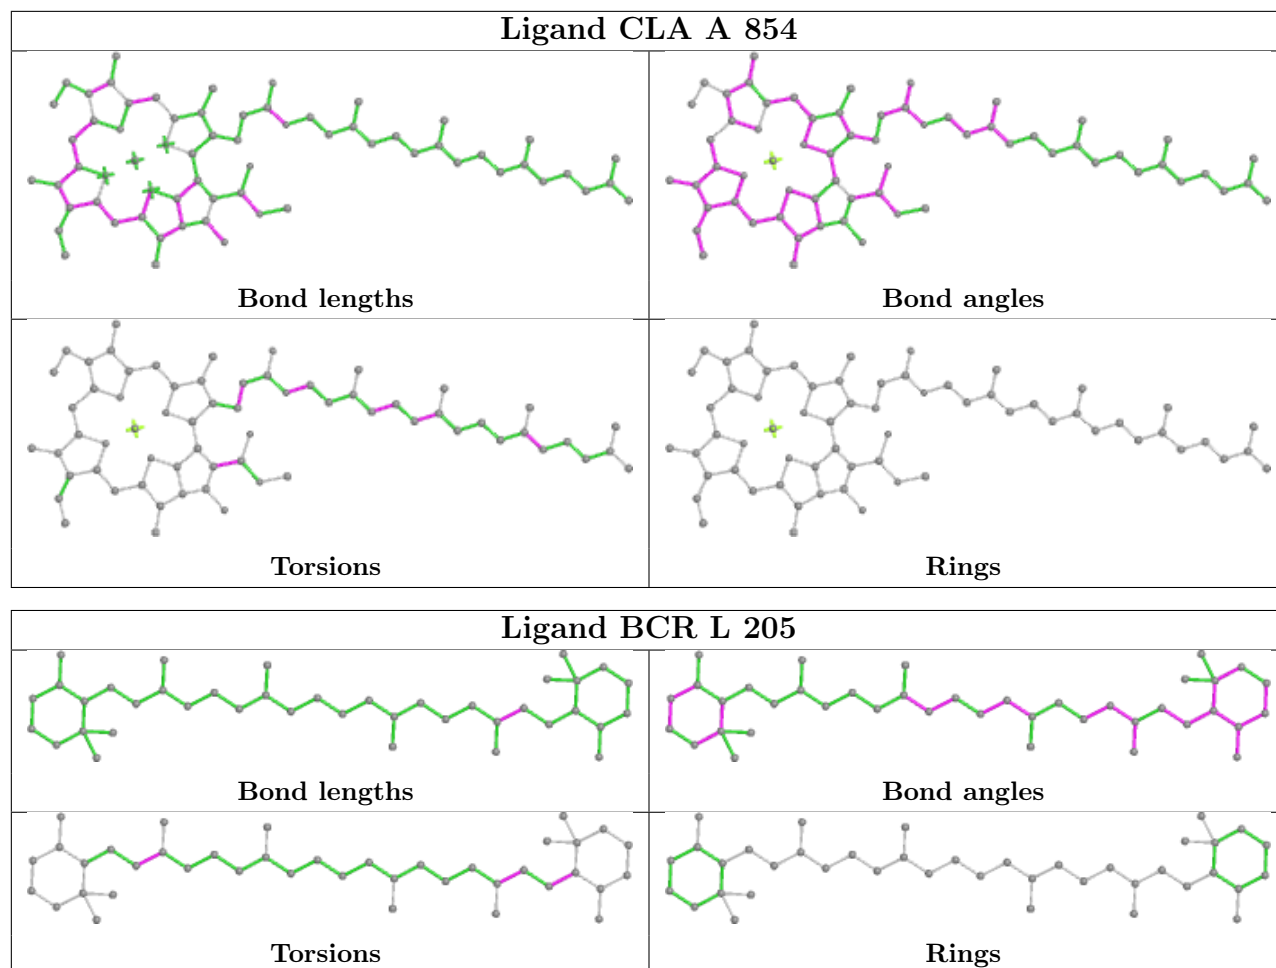 Ligand CLA A 854
Bond lengths
Bond angles
Torsions
Rings
Ligand BCR L 205
Bond lengths
Bond angles
Torsions
Rings